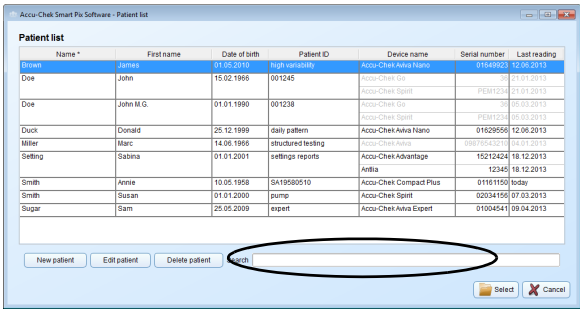 Accu-Chek Smart Pix Software - Patient list
Patient list
Name * First name Date of birth Patient ID Device name Serial number Last reading
Brown James 01.05.2010 high variability Accu-Chek Aviva Nano 01649923 12.06.2013
Doe John 15.02.1966 001245 Accu-Chek Go 36 21.01.2013
Accu-Chek Spirit PEM1234 21.01.2013
Doe John M.G. 01.01.1990 001238 Accu-Chek Go 36 05.03.2013
Accu-Chek Spirit PEM1234 05.03.2013
Duck Donald 25.12.1999 daily pattern Accu-Chek Aviva Nano 01629556 12.06.2013
Miller Marc 14.06.1966 structured testing Accu-Chek Aviva 09876543210 04.01.2013
Setting Sabina 01.01.2001 settings reports Accu-Chek Advantage 15212424 18.12.2013
Antlia 12345 18.12.2013
Smith Annie 10.05.1958 SA19580510 Accu-Chek Compact Plus 01161150 today
Smith Susan 01.01.2000 pump Accu-Chek Spirit 02034156 07.03.2013
Sugar Sam 25.05.2009 expert Accu-Chek Aviva Expert 01004541 09.04.2013
New patient Edit patient Delete patient Search
Select Cancel